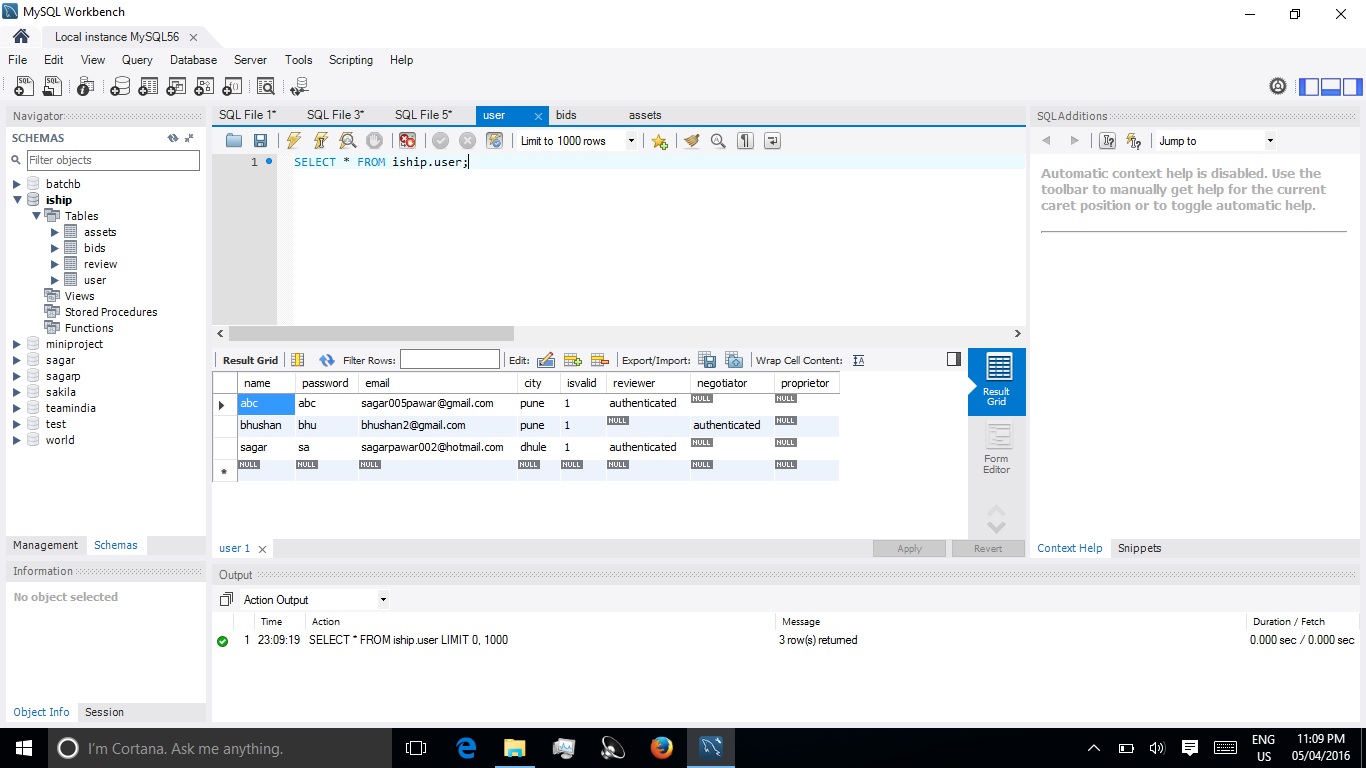 MySQL Workbench
Local instance MySQL56
File Edit View Query Database Server Tools Scripting Help
Navigator
SCHEMAS
Filter objects
batchb
iship
Tables
assets
bids
review
user
Views
Stored Procedures
Functions
miniproject
sagar
sagarp
sakila
teamindia
test
world
Management Schemas
Information
No object selected
Object Info Session
SQL File 1* SQL File 3* SQL File 5* user bids assets
Limit to 1000 rows
1 SELECT * FROM iship.user;
Result Grid Filter Rows: Edit: Export/Import: Wrap Cell Content:
name password email city isvalid reviewer negotiator proprietor
abc abc sagar005pawar@gmail.com pune 1 authenticated NULL NULL
bhushan bhu bhushan2@gmail.com pune 1 NULL authenticated NULL
sagar sa sagarpawar002@hotmail.com dhule 1 authenticated NULL NULL
NULL NULL NULL NULL NULL NULL NULL NULL
Result
Grid
Form
Editor
user 1 Apply Revert
SQLAdditions
Jump to
Automatic context help is disabled. Use the
toolbar to manually get help for the current
caret position or to toggle automatic help.
Context Help Snippets
Output
Action Output
Time Action Message Duration / Fetch
1 23:09:19 SELECT * FROM iship.user LIMIT 0, 1000 3 row(s) returned 0.000 sec / 0.000 sec
I'm Cortana. Ask me anything.
ENG
US
11:09 PM
05/04/2016